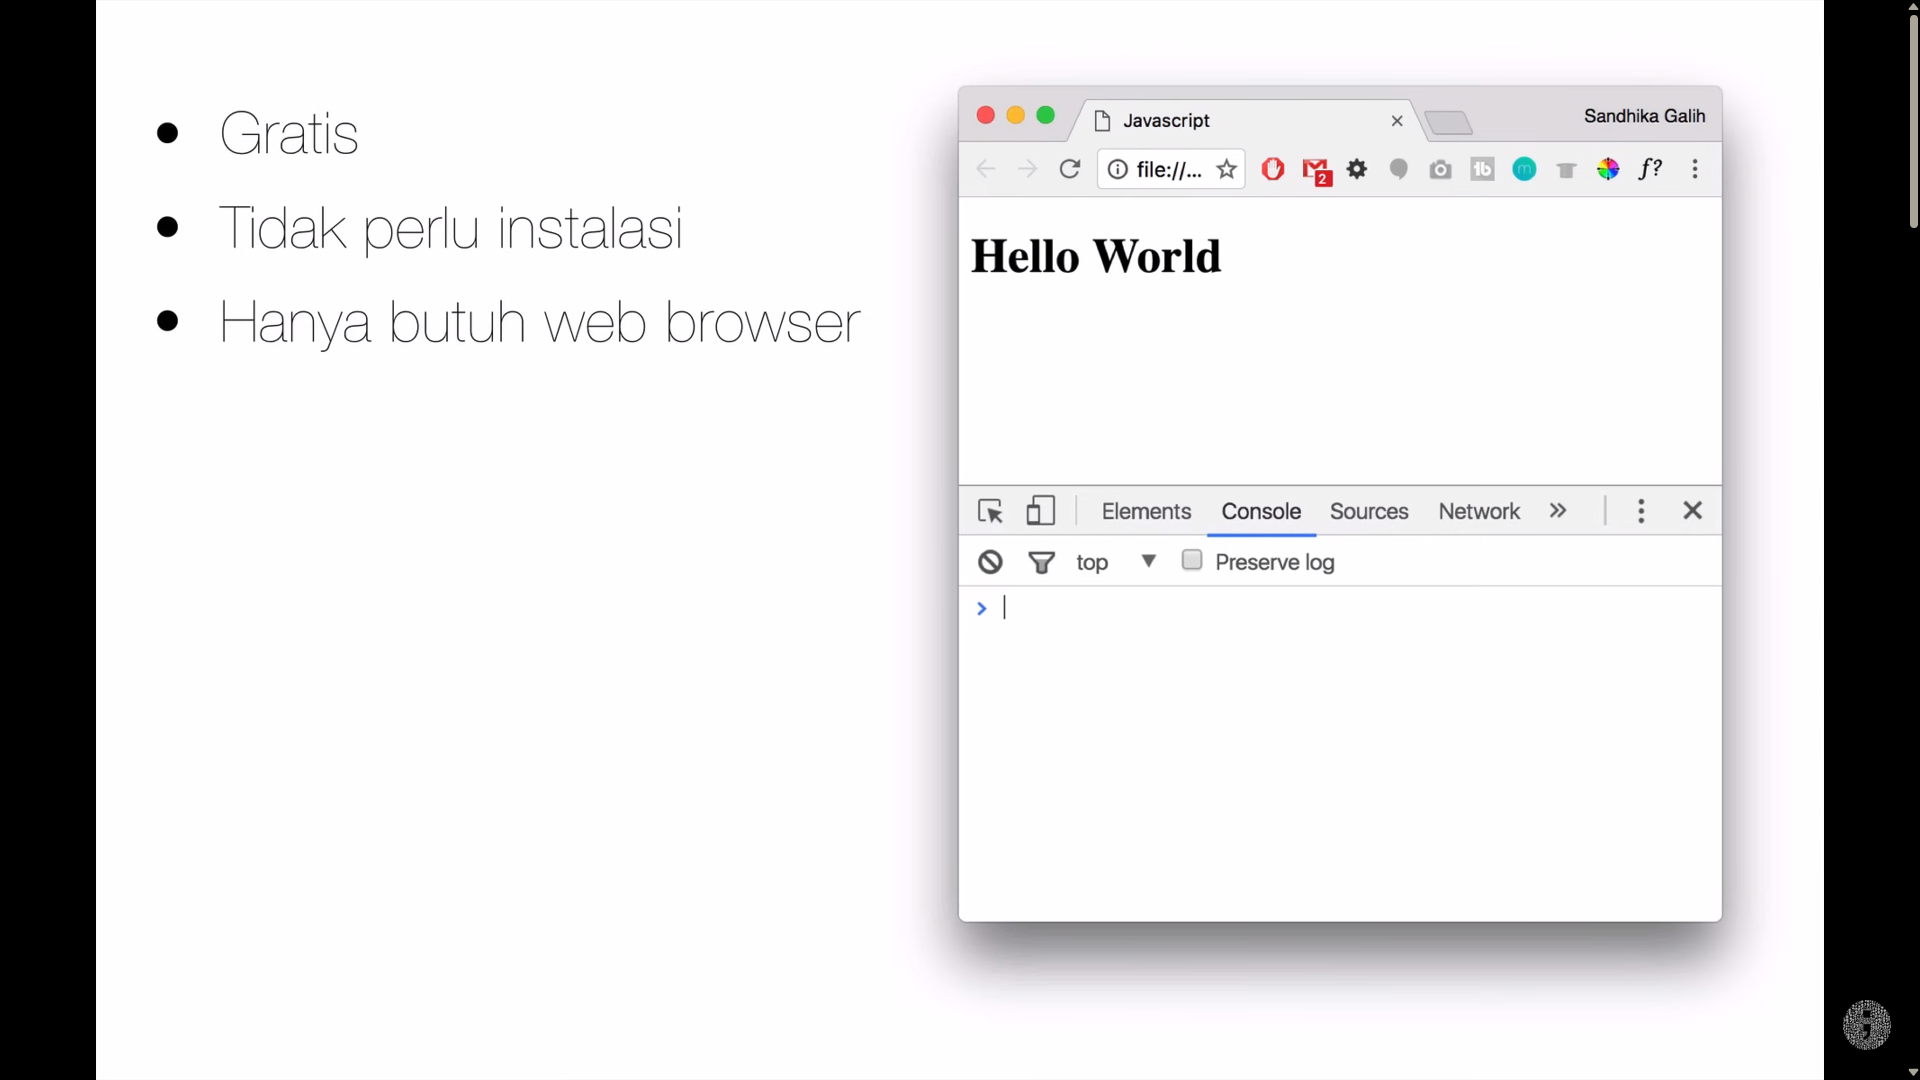 Gratis
Tidak perlu instalasi
Hanya butuh web browser
Javascript
Sandhika Galih
file://...
2
f?
Hello World
Elements Console Sources Network
top Preserve log